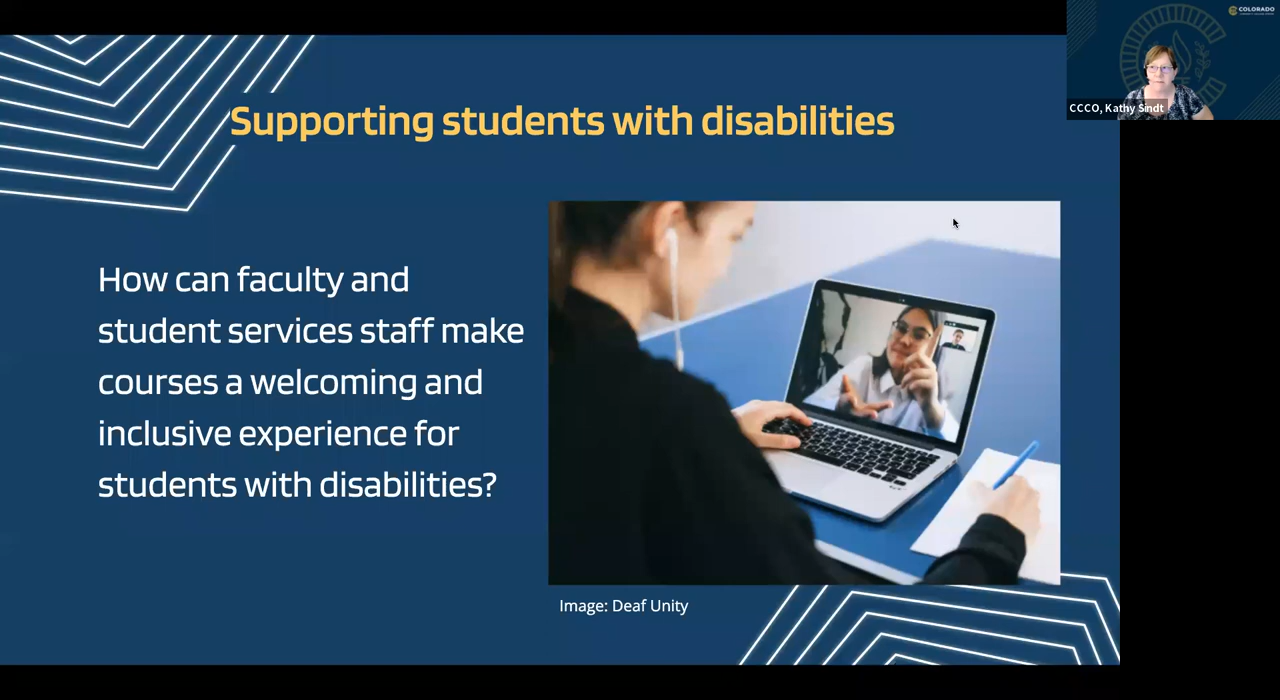 COLORADO
CCCO, Kathy Sindt
Supporting students with disabilities
How can faculty and
student services staff make
courses a welcoming and
inclusive experience for
students with disabilities?
Image: Deaf Unity